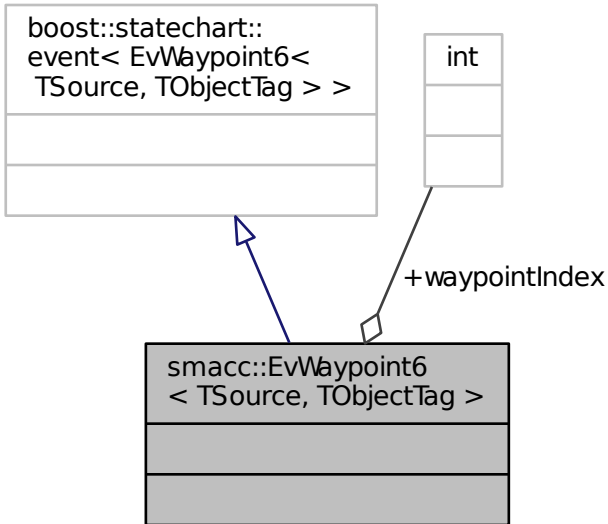 boost::statechart::
event< EvWaypoint6<
TSource, TObjectTag > >
int
+waypointIndex
smacc::EvWaypoint6
< TSource, TObjectTag >